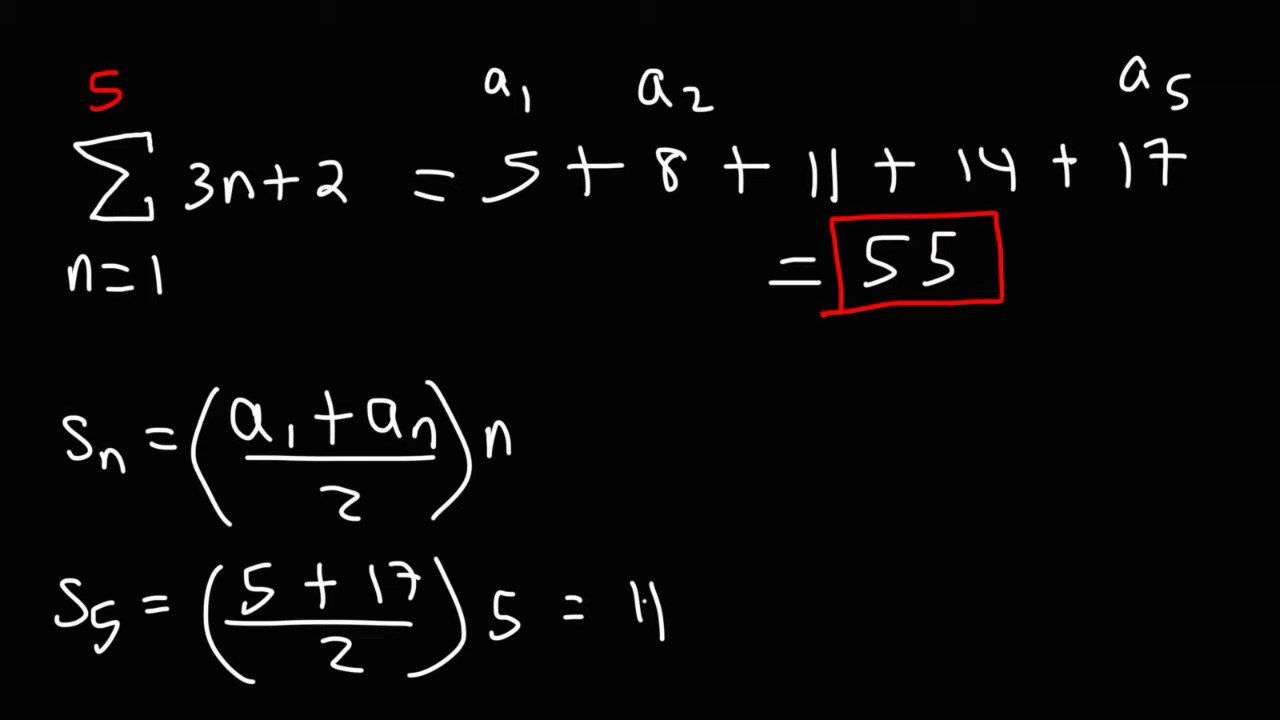 5
a₁ a₂ a₅
∑ 3n+2 = 5 + 8 + 11 + 14 + 17
n=1
= 55
Sₙ = (a₁ + aₙ / 2) n
S₅ = (5 + 17 / 2) 5 = 11